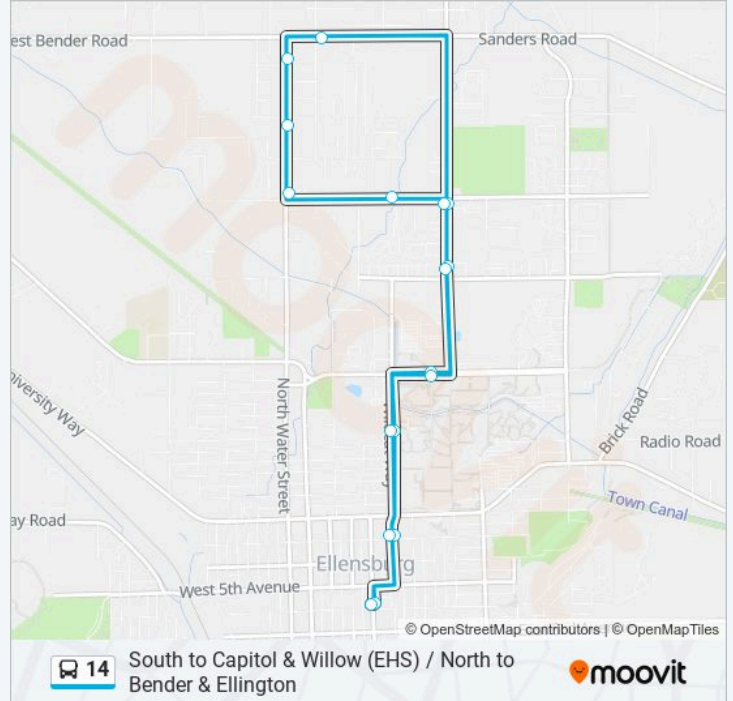 est Bender Road
Sanders Road
iversity Way
North Water Street
Brick Road
Radio Road
Town Canal
ay Road
Ellensburg
West 5th Avenue
© OpenStreetMap contributors | © OpenMapTiles
14
South to Capitol & Willow (EHS) / North to
Bender & Ellington
moovit